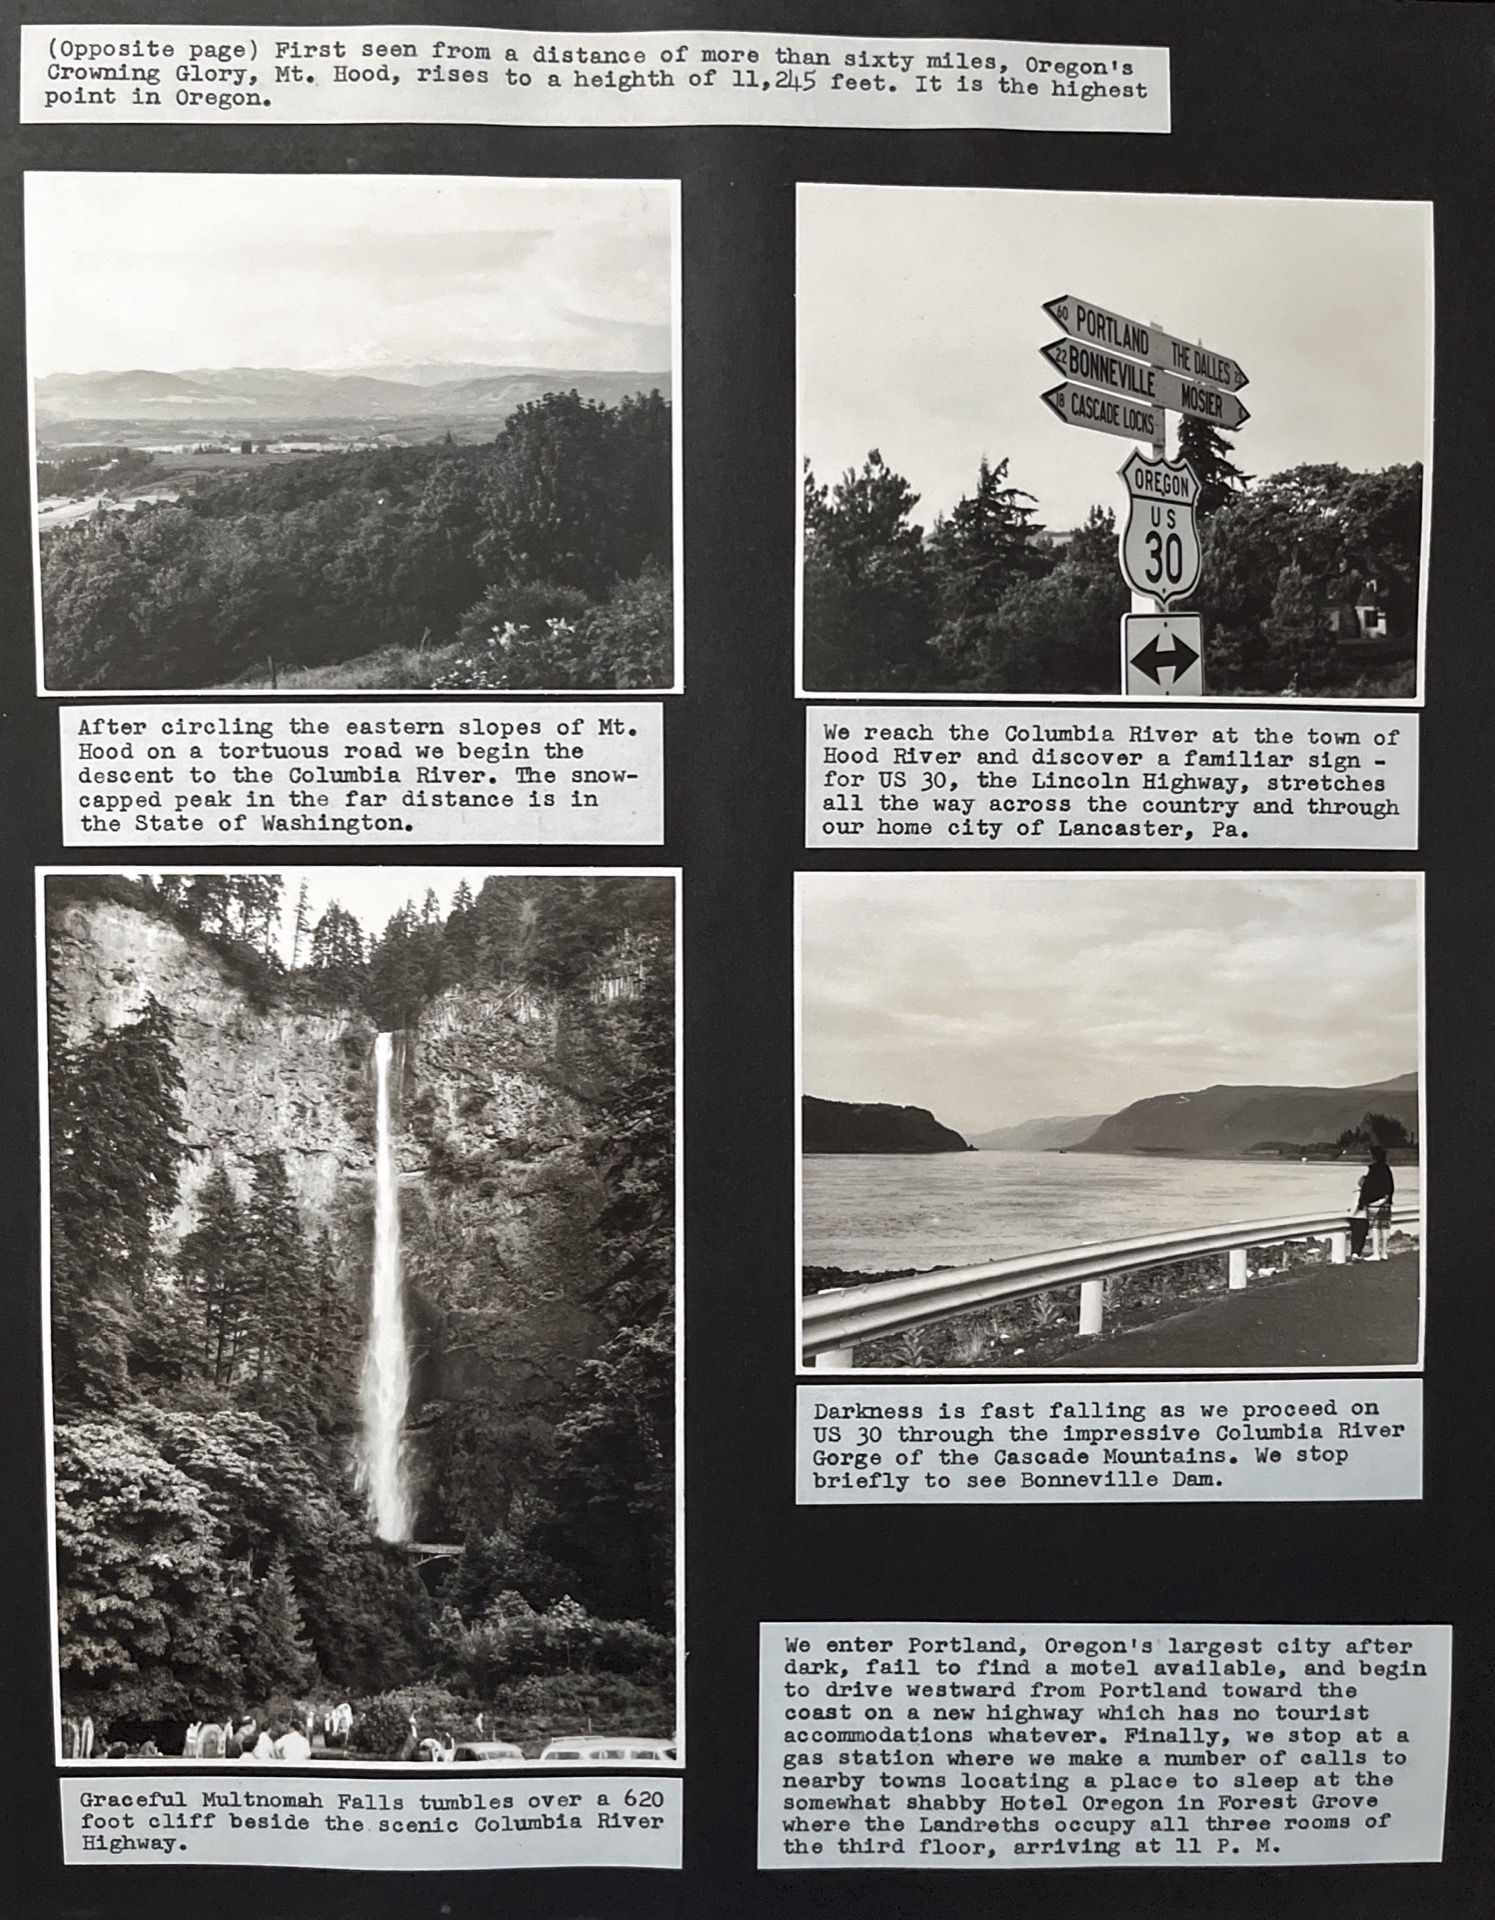 (Opposite page) First seen from a distance of more than sixty miles, Oregon's
Crowning Glory, Mt. Hood, rises to a heighth of 11,245 feet. It is the highest
point in Oregon.
60 PORTLAND
THE DALLES
22 BONNEVILLE
MOSIER
18 CASCADE LOCKS
OREGON
US
30
After circling the eastern slopes of Mt.
Hood on a tortuous road we begin the
descent to the Columbia River. The snow-
capped peak in the far distance is in
the State of Washington.
We reach the Columbia River at the town of
Hood River and discover a familiar sign -
for US 30, the Lincoln Highway, stretches
all the way across the country and through
our home city of Lancaster, Pa.
Graceful Multnomah Falls tumbles over a 620
foot cliff beside the scenic Columbia River
Highway.
Darkness is fast falling as we proceed on
US 30 through the impressive Columbia River
Gorge of the Cascade Mountains. We stop
briefly to see Bonneville Dam.
We enter Portland, Oregon's largest city after
dark, fail to find a motel available, and begin
to drive westward from Portland toward the
coast on a new highway which has no tourist
accommodations whatever. Finally, we stop at a
gas station where we make a number of calls to
nearby towns locating a place to sleep at the
somewhat shabby Hotel Oregon in Forest Grove
where the Landreths occupy all three rooms of
the third floor, arriving at 11 P. M.